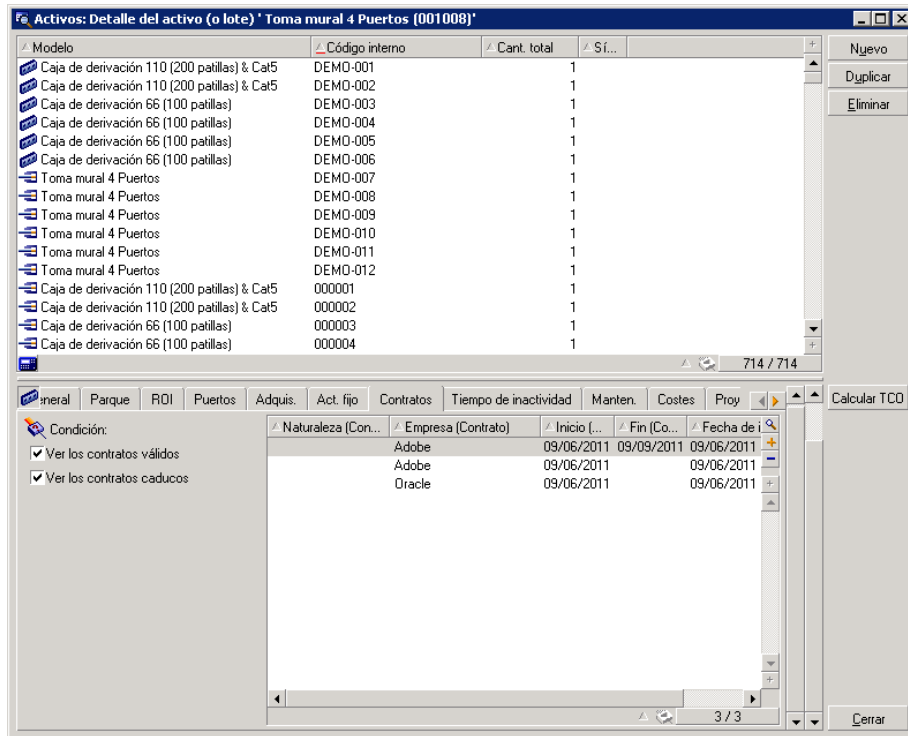 Activos: Detalle del activo (o lote) ' Toma mural 4 Puertos (001008)'
Modelo Código interno Cant. total Sí...
Caja de derivación 110 (200 patillas) & Cat5 DEMO-001 1
Caja de derivación 110 (200 patillas) & Cat5 DEMO-002 1
Caja de derivación 66 (100 patillas) DEMO-003 1
Caja de derivación 66 (100 patillas) DEMO-004 1
Caja de derivación 66 (100 patillas) DEMO-005 1
Caja de derivación 66 (100 patillas) DEMO-006 1
Toma mural 4 Puertos DEMO-007 1
Toma mural 4 Puertos DEMO-008 1
Toma mural 4 Puertos DEMO-009 1
Toma mural 4 Puertos DEMO-010 1
Toma mural 4 Puertos DEMO-011 1
Toma mural 4 Puertos DEMO-012 1
Caja de derivación 110 (200 patillas) & Cat5 000001 1
Caja de derivación 110 (200 patillas) & Cat5 000002 1
Caja de derivación 66 (100 patillas) 000003 1
Caja de derivación 66 (100 patillas) 000004 1
714 / 714
Nuevo
Duplicar
Eliminar
eneral Parque ROI Puertos Adquis. Act. fijo Contratos Tiempo de inactividad Manten. Costes Proy
Calcular TCO
Condición:
Ver los contratos válidos
Ver los contratos caducos
Naturaleza (Con... Empresa (Contrato) Inicio (... Fin (Co... Fecha de i
Adobe 09/06/2011 09/09/2011 09/06/2011
Adobe 09/06/2011 09/06/2011
Oracle 09/06/2011 09/06/2011
3 / 3
Cerrar